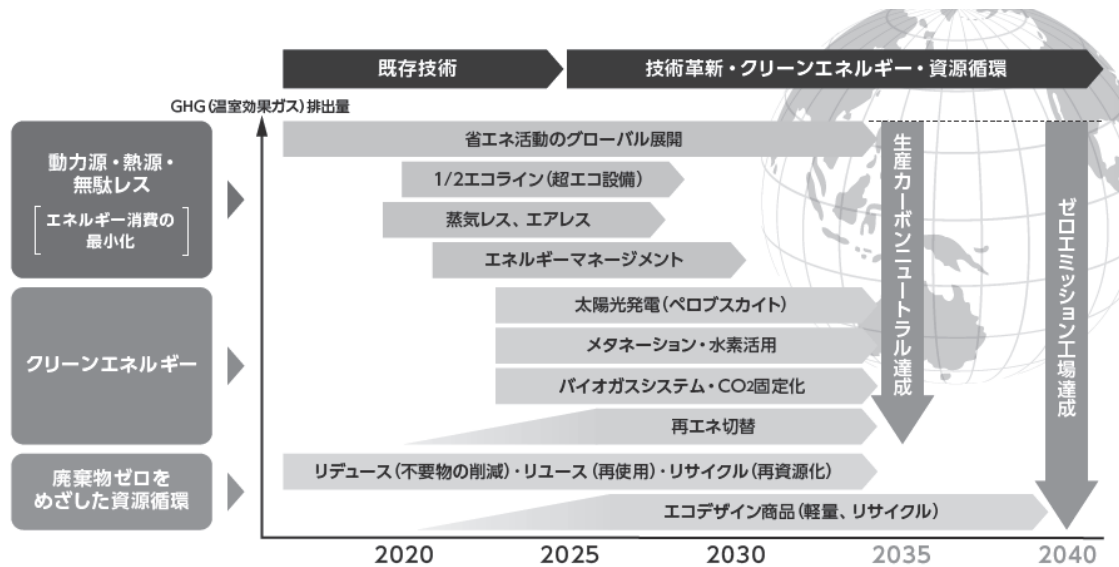 既存技術
技術革新・クリーンエネルギー・資源循環
GHG(温室効果ガス)排出量
動力源・熱源・
無駄レス
エネルギー消費の
最小化
省エネ活動のグローバル展開
1/2エコライン(超エコ設備)
蒸気レス、エアレス
エネルギーマネージメント
クリーンエネルギー
太陽光発電(ペロブスカイト)
メタネーション・水素活用
バイオガスシステム・CO2固定化
再エネ切替
廃棄物ゼロを
めざした資源循環
リデュース(不要物の削減)・リユース(再使用)・リサイクル(再資源化)
エコデザイン商品(軽量、リサイクル)
生産カーボンニュートラル達成
ゼロエミッション工場達成
2020
2025
2030
2035
2040